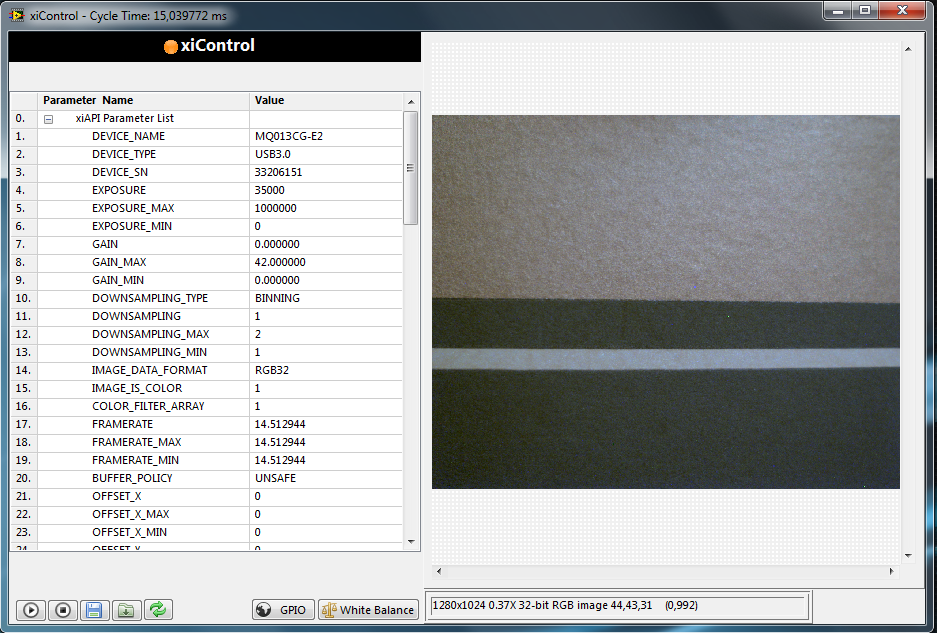 xiControl - Cycle Time: 15,039772 ms
xiControl
Parameter Name Value
0. xiAPI Parameter List
1. DEVICE_NAME MQ013CG-E2
2. DEVICE_TYPE USB3.0
3. DEVICE_SN 33206151
4. EXPOSURE 35000
5. EXPOSURE_MAX 1000000
6. EXPOSURE_MIN 0
7. GAIN 0.000000
8. GAIN_MAX 42.000000
9. GAIN_MIN 0.000000
10. DOWNSAMPLING_TYPE BINNING
11. DOWNSAMPLING 1
12. DOWNSAMPLING_MAX 2
13. DOWNSAMPLING_MIN 1
14. IMAGE_DATA_FORMAT RGB32
15. IMAGE_IS_COLOR 1
16. COLOR_FILTER_ARRAY 1
17. FRAMERATE 14.512944
18. FRAMERATE_MAX 14.512944
19. FRAMERATE_MIN 14.512944
20. BUFFER_POLICY UNSAFE
21. OFFSET_X 0
22. OFFSET_X_MAX 0
23. OFFSET_X_MIN 0
24. OFFSET_Y 0
GPIO White Balance
1280x1024 0.37X 32-bit RGB image 44,43,31 (0,992)